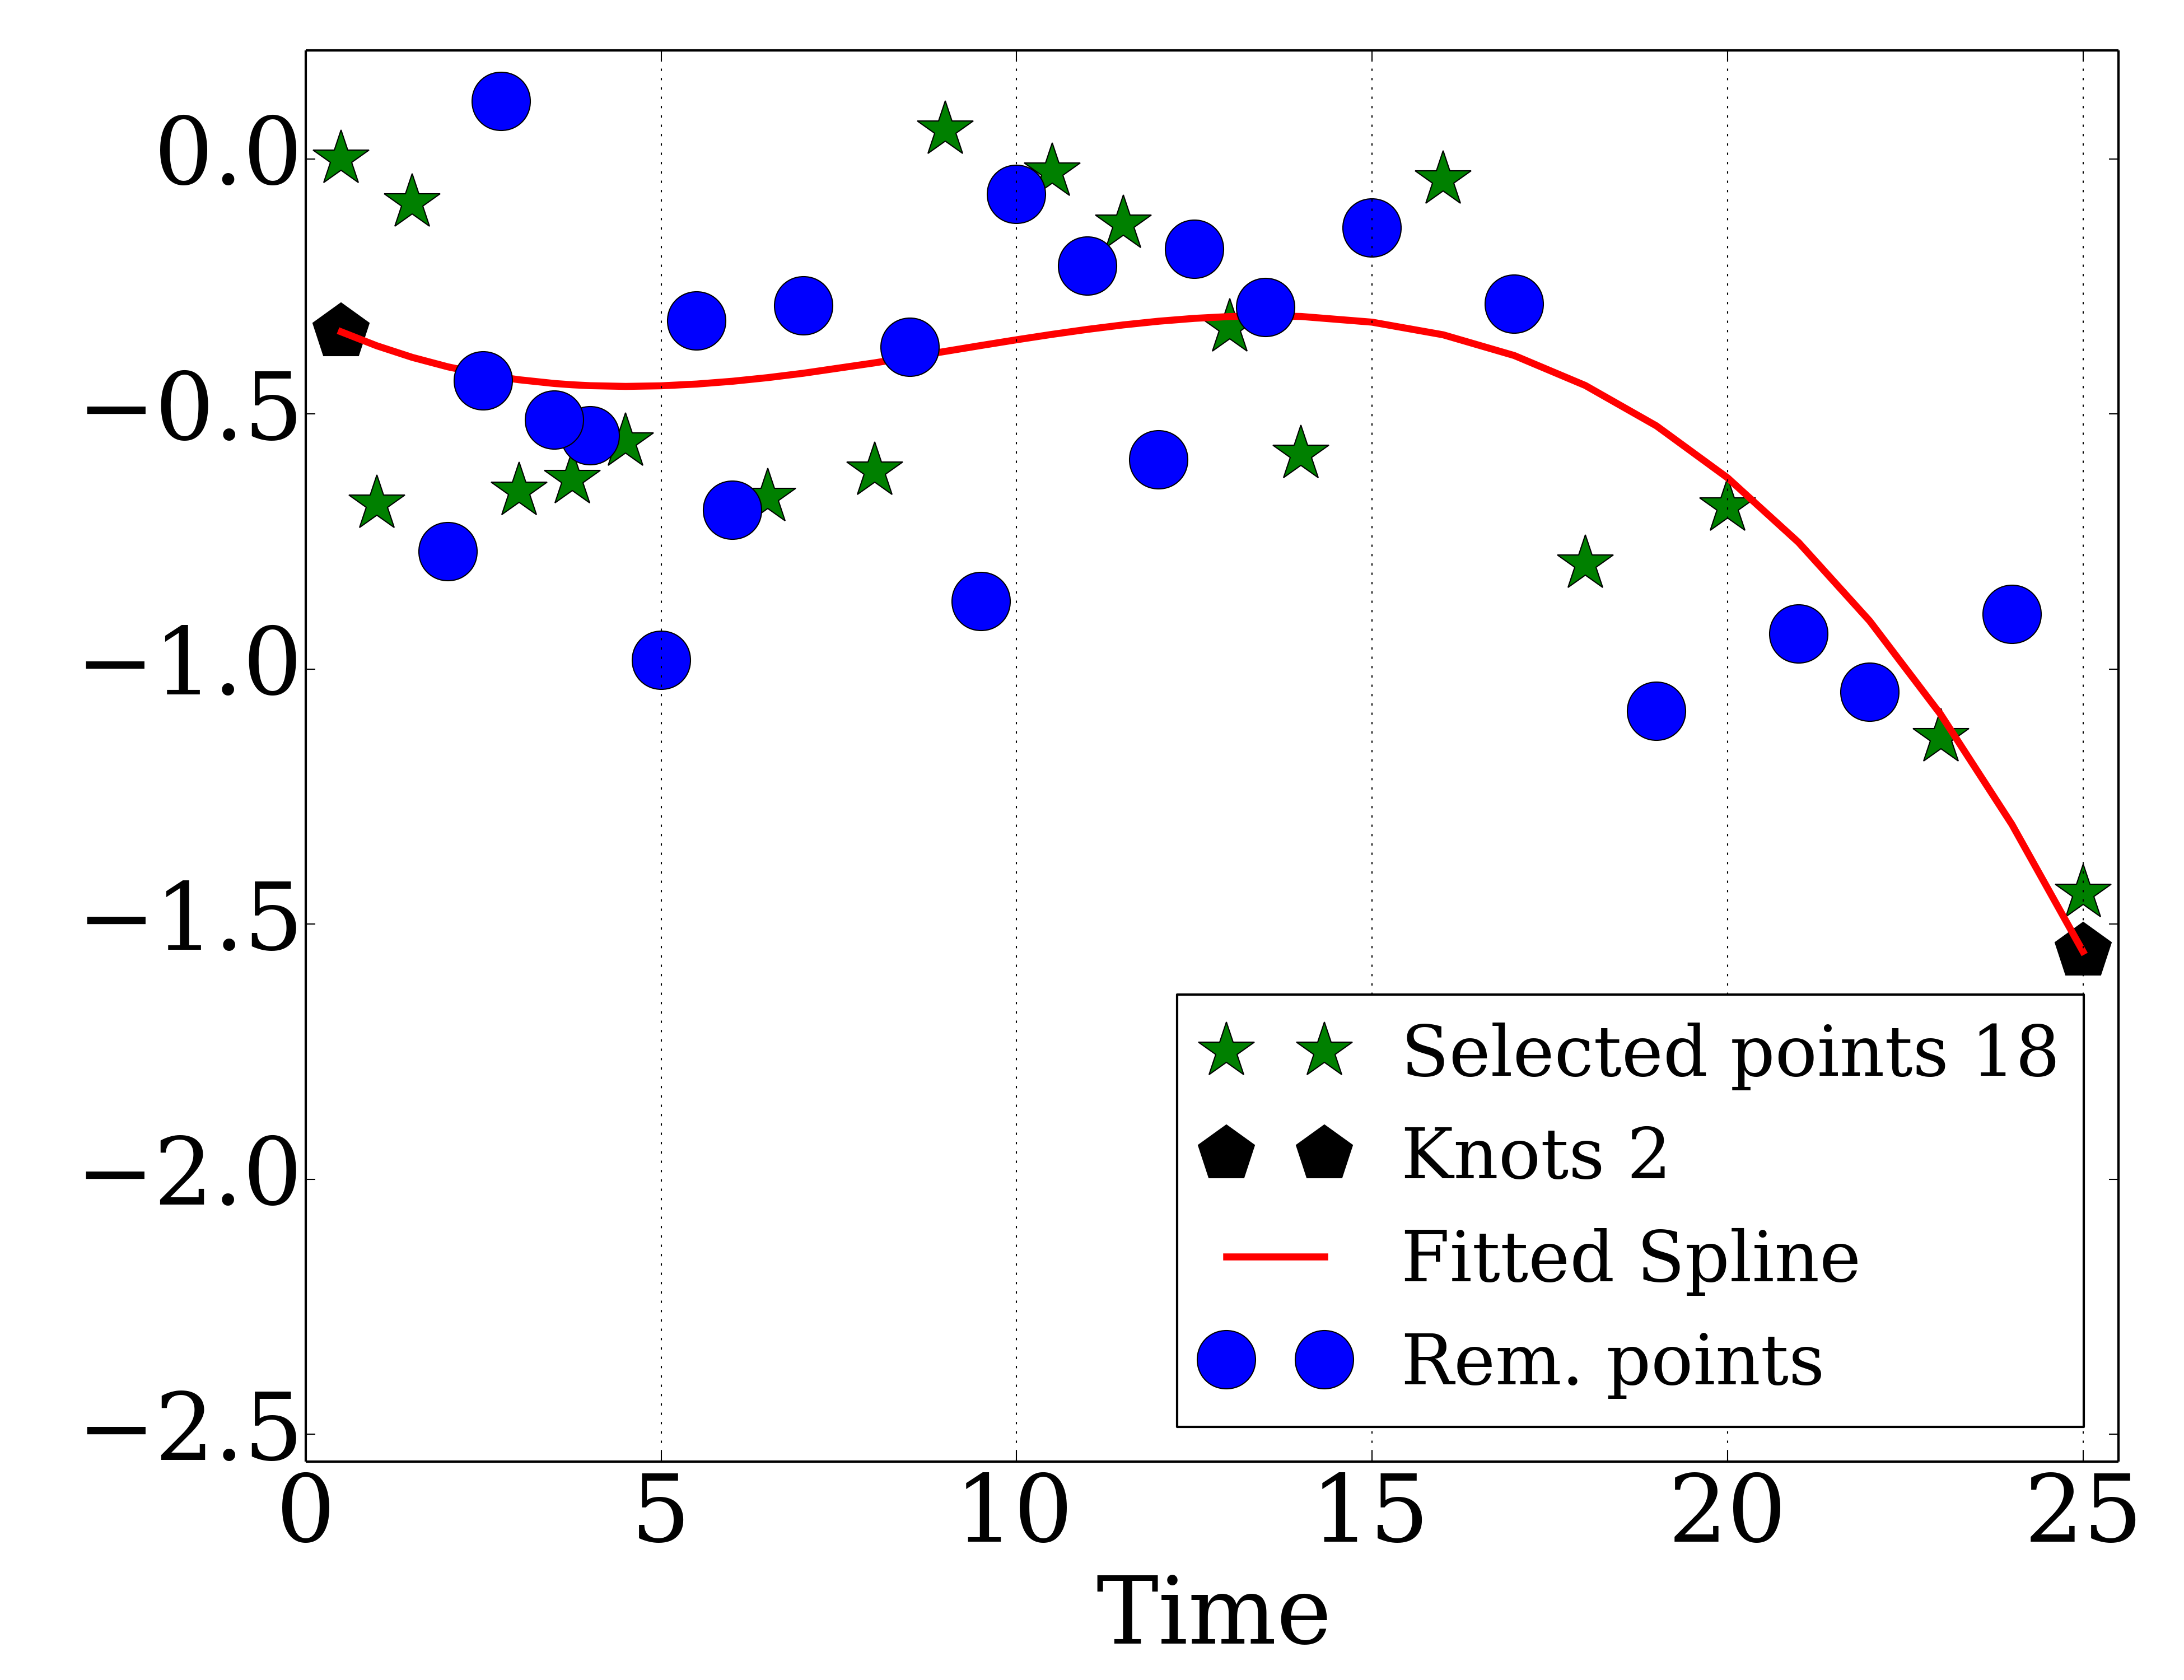 0.0
−0.5
−1.0
−1.5
−2.0
−2.5
0 5 10 15 20 25
Time
Selected points 18
Knots 2
Fitted Spline
Rem. points